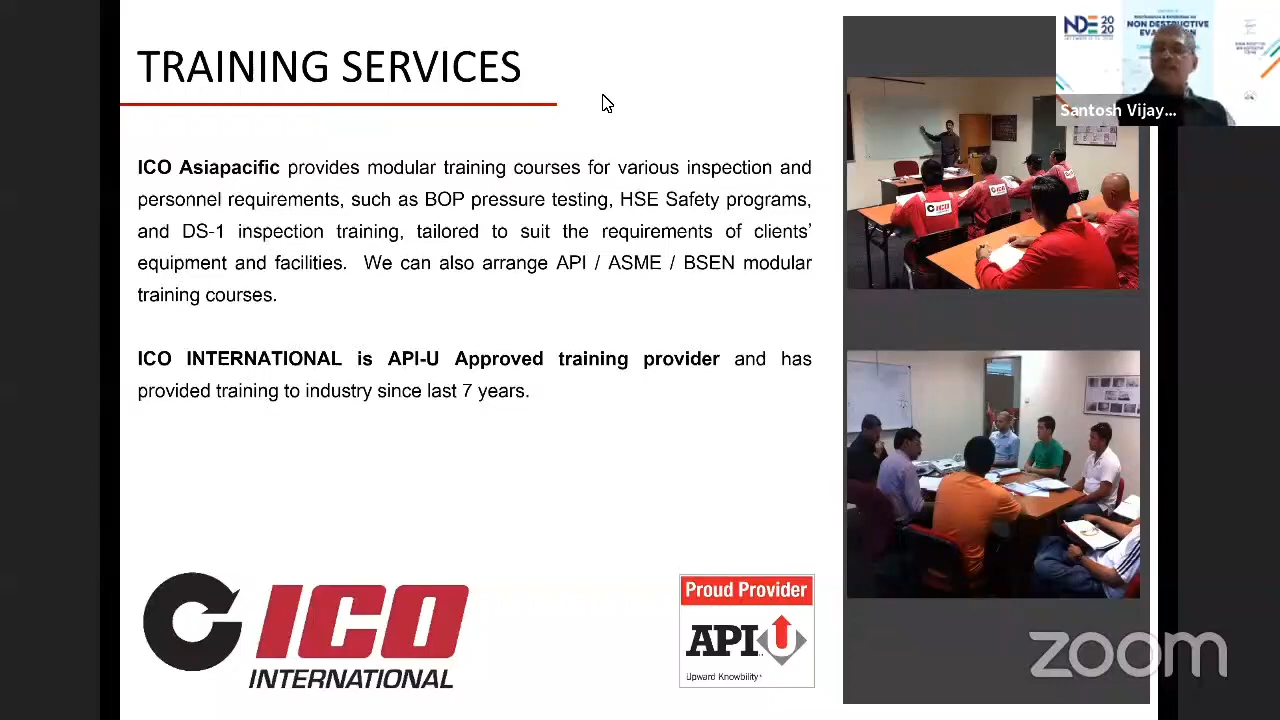 TRAINING SERVICES
ICO Asiapacific provides modular training courses for various inspection and
personnel requirements, such as BOP pressure testing, HSE Safety programs,
and DS-1 inspection training, tailored to suit the requirements of clients’
equipment and facilities. We can also arrange API / ASME / BSEN modular
training courses.
ICO INTERNATIONAL is API-U Approved training provider and has
provided training to industry since last 7 years.
ICO
INTERNATIONAL
Proud Provider
API U
Upward Knowbility
NDE 2020
NON DESTRUCTIVE
Santosh Vijay...
ICO
ICO
zoom